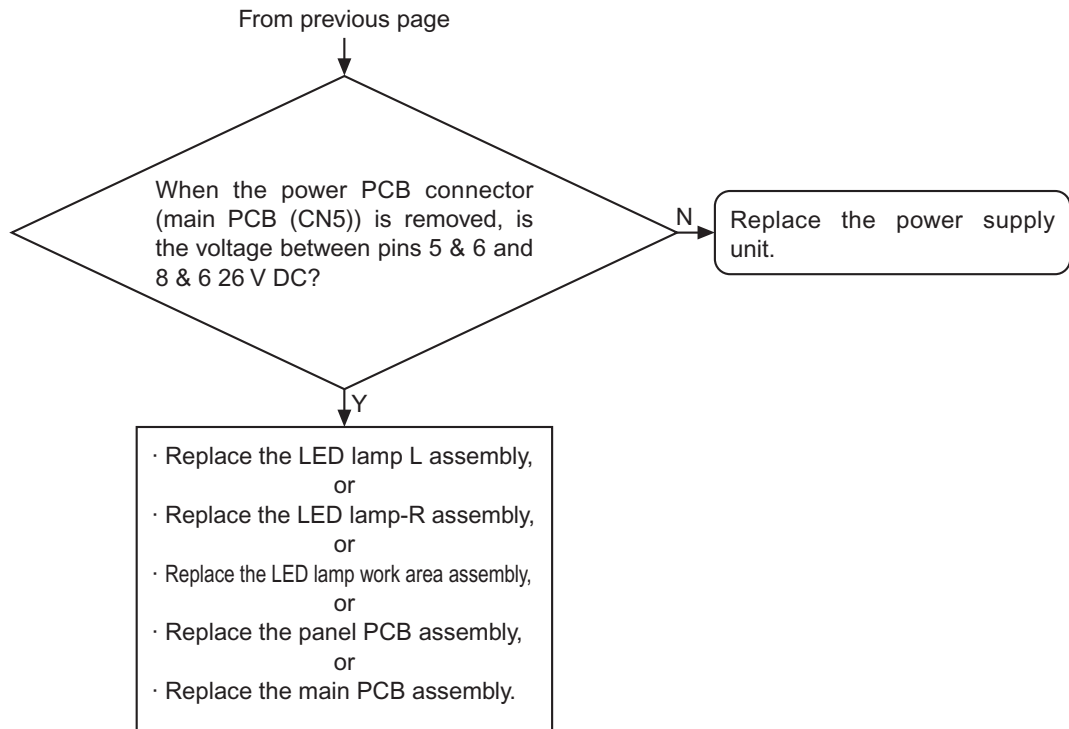 From previous page
When the power PCB connector
(main PCB (CN5)) is removed, is
the voltage between pins 5 & 6 and
8 & 6 26 V DC?
N
Replace the power supply
unit.
Y
· Replace the LED lamp L assembly,
or
· Replace the LED lamp-R assembly,
or
· Replace the LED lamp work area assembly,
or
· Replace the panel PCB assembly,
or
· Replace the main PCB assembly.